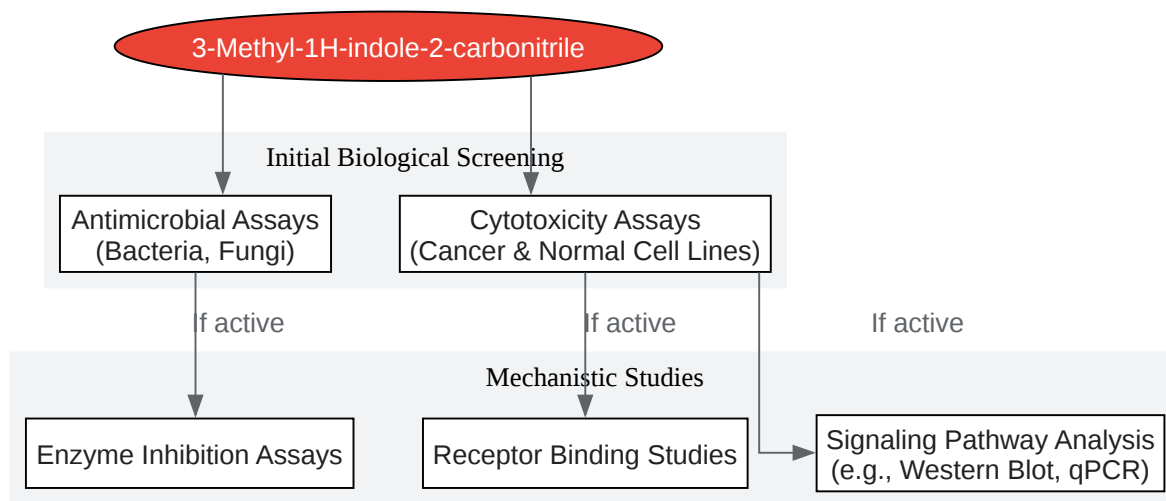 3-Methyl-1H-indole-2-carbonitrile
Initial Biological Screening
Antimicrobial Assays
(Bacteria, Fungi)
Cytotoxicity Assays
(Cancer & Normal Cell Lines)
If active
If active
If active
Mechanistic Studies
Enzyme Inhibition Assays
Receptor Binding Studies
Signaling Pathway Analysis
(e.g., Western Blot, qPCR)